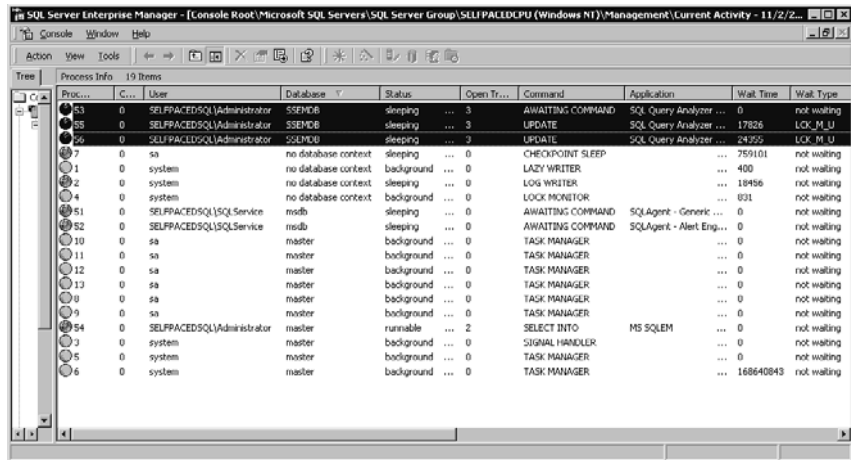 SQL Server Enterprise Manager - [Console Root\Microsoft SQL Servers\SQL Server Group\SELFPACEDCPU (Windows NT)\Management\Current Activity - 11/2/2...
Console Window Help
Action View Tools
Tree Process Info 19 Items
Proc... C... User Database Status Open Tr... Command Application Wait Time Wait Type
53 0 SELFPACEDSQL\Administrator SSEMDB sleeping ... 3 AWAITING COMMAND SQL Query Analyzer ... 0 not waiting
55 0 SELFPACEDSQL\Administrator SSEMDB sleeping ... 3 UPDATE SQL Query Analyzer ... 17826 LCK_M_U
56 0 SELFPACEDSQL\Administrator SSEMDB sleeping ... 3 UPDATE SQL Query Analyzer ... 24355 LCK_M_U
7 0 sa no database context sleeping ... 0 CHECKPOINT SLEEP ... 759101 not waiting
1 0 system no database context background ... 0 LAZY WRITER ... 400 not waiting
2 0 system no database context sleeping ... 0 LOG WRITER ... 18456 not waiting
4 0 system no database context background ... 0 LOCK MONITOR ... 831 not waiting
51 0 SELFPACEDSQL\SQLService msdb sleeping ... 0 AWAITING COMMAND SQLAgent - Generic ... 0 not waiting
52 0 SELFPACEDSQL\SQLService msdb sleeping ... 0 AWAITING COMMAND SQLAgent - Alert Eng... 0 not waiting
10 0 sa master background ... 0 TASK MANAGER ... 0 not waiting
11 0 sa master background ... 0 TASK MANAGER ... 0 not waiting
12 0 sa master background ... 0 TASK MANAGER ... 0 not waiting
13 0 sa master background ... 0 TASK MANAGER ... 0 not waiting
8 0 sa master background ... 0 TASK MANAGER ... 0 not waiting
9 0 sa master background ... 0 TASK MANAGER ... 0 not waiting
54 0 SELFPACEDSQL\Administrator master runnable ... 2 SELECT INTO MS SQLEM ... 0 not waiting
3 0 system master background ... 0 SIGNAL HANDLER ... 0 not waiting
5 0 system master background ... 0 TASK MANAGER ... 0 not waiting
6 0 system master background ... 0 TASK MANAGER ... 168640843 not waiting